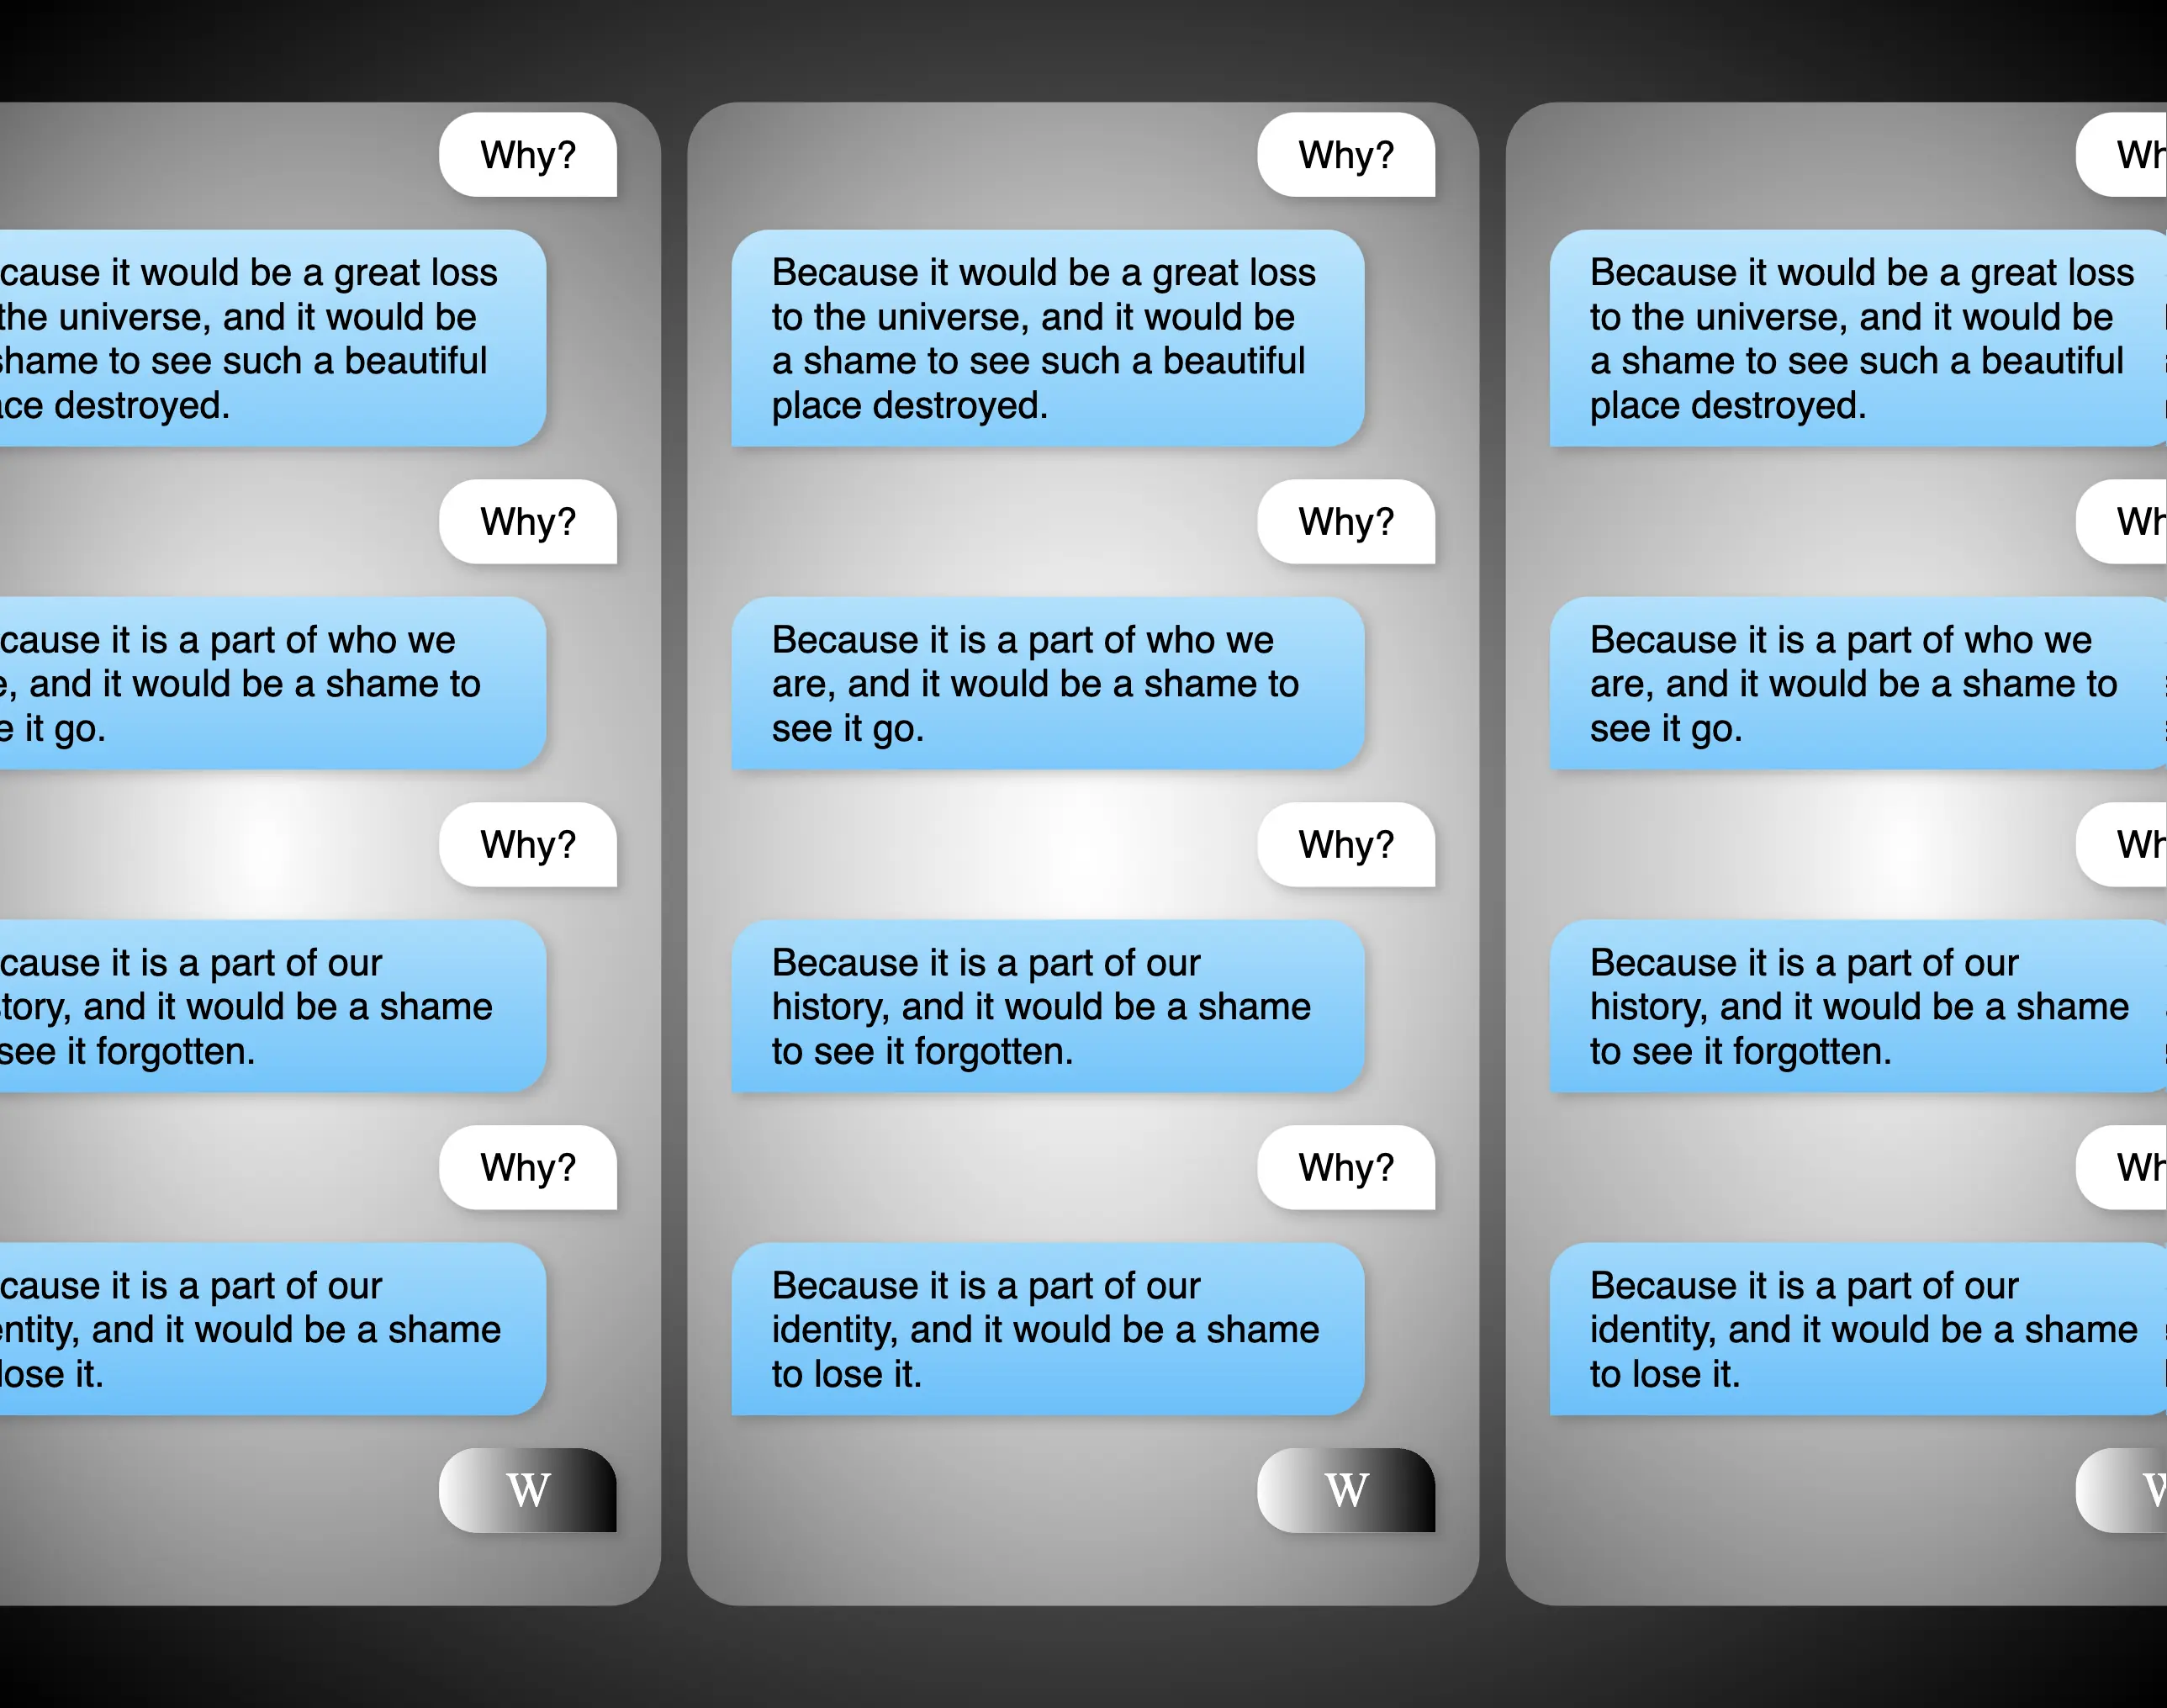 Why?
cause it would be a great loss
the universe, and it would be
shame to see such a beautiful
ce destroyed.
Why?
cause it is a part of who we
e, and it would be a shame to
e it go.
Why?
cause it is a part of our
tory, and it would be a shame
see it forgotten.
Why?
cause it is a part of our
entity, and it would be a shame
lose it.
W
Why?
Because it would be a great loss
to the universe, and it would be
a shame to see such a beautiful
place destroyed.
Why?
Because it is a part of who we
are, and it would be a shame to
see it go.
Why?
Because it is a part of our
history, and it would be a shame
to see it forgotten.
Why?
Because it is a part of our
identity, and it would be a shame
to lose it.
W
Wh
Because it would be a great loss
to the universe, and it would be
a shame to see such a beautiful
place destroyed.
Wh
Because it is a part of who we
are, and it would be a shame to
see it go.
Wh
Because it is a part of our
history, and it would be a shame
to see it forgotten.
Wh
Because it is a part of our
identity, and it would be a shame
to lose it.